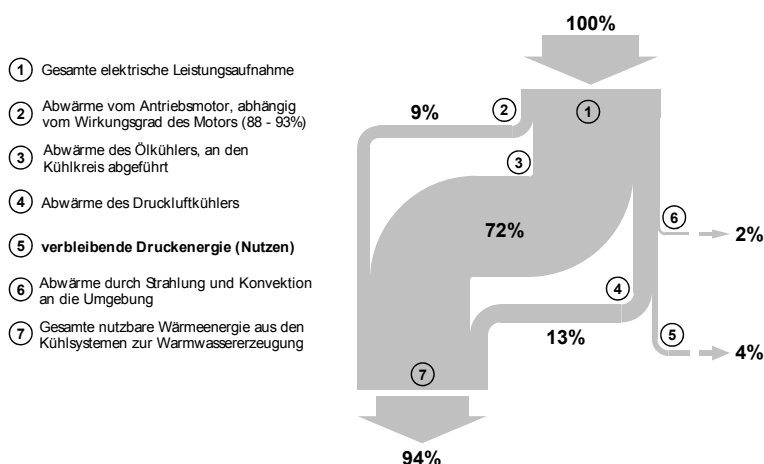 100%
1 Gesamte elektrische Leistungsaufnahme
2 Abwärme vom Antriebsmotor, abhängig
vom Wirkungsgrad des Motors (88 - 93%)
3 Abwärme des Ölkühlers, an den
Kühlkreis abgeführt
4 Abwärme des Druckluftkühlers
5 verbleibende Druckenergie (Nutzen)
6 Abwärme durch Strahlung und Konvektion
an die Umgebung
7 Gesamte nutzbare Wärmeenergie aus den
Kühlsystemen zur Warmwassererzeugung
9%
2
1
3
72%
6
2%
4
13%
5
4%
7
94%